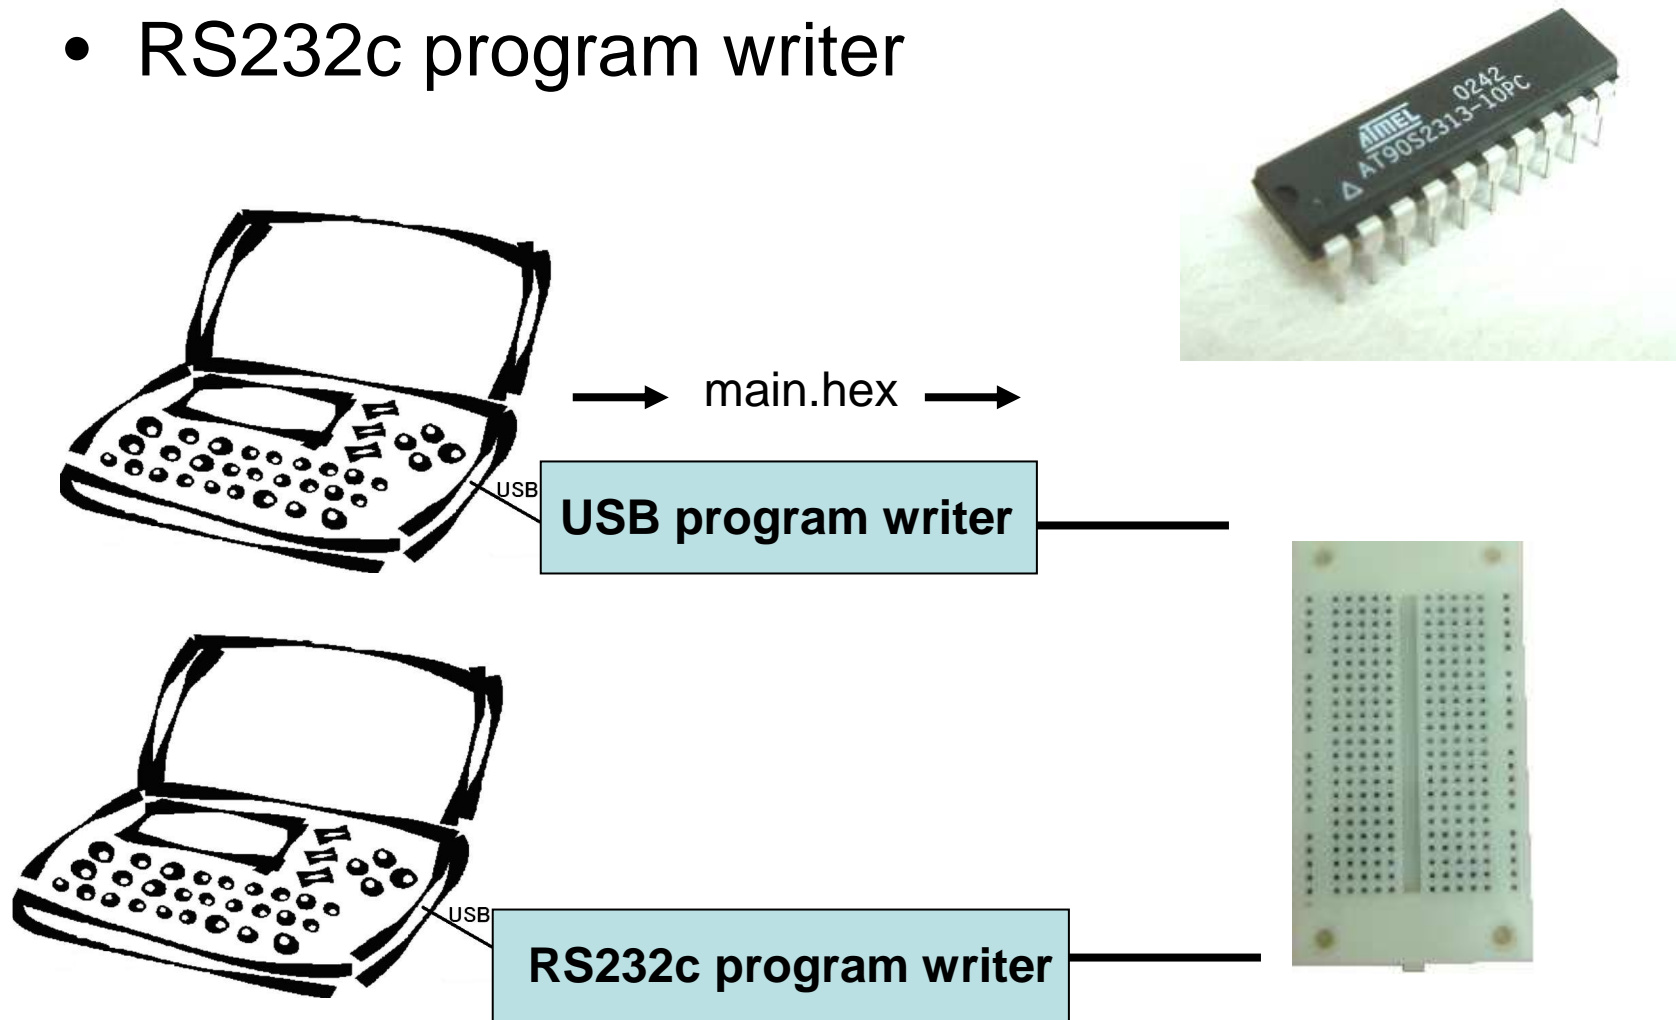 • RS232c program writer
ATMEL 0242
AT90S2313-10PC
main.hex
USB
USB program writer
USB
RS232c program writer